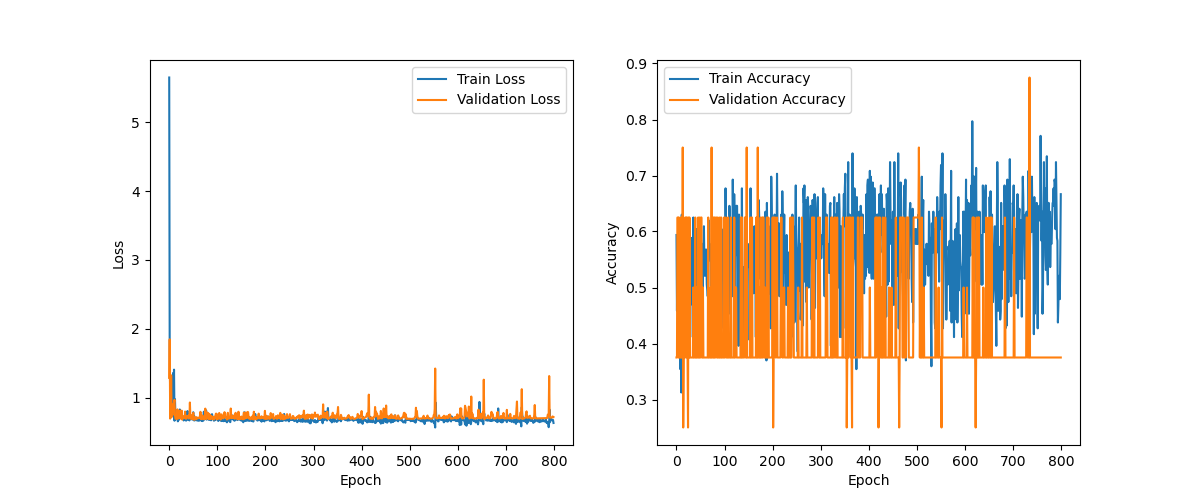 Train Loss
Validation Loss
5
4
3
2
1
Loss
0 100 200 300 400 500 600 700 800
Epoch
Train Accuracy
Validation Accuracy
0.9
0.8
0.7
0.6
0.5
0.4
0.3
Accuracy
0 100 200 300 400 500 600 700 800
Epoch